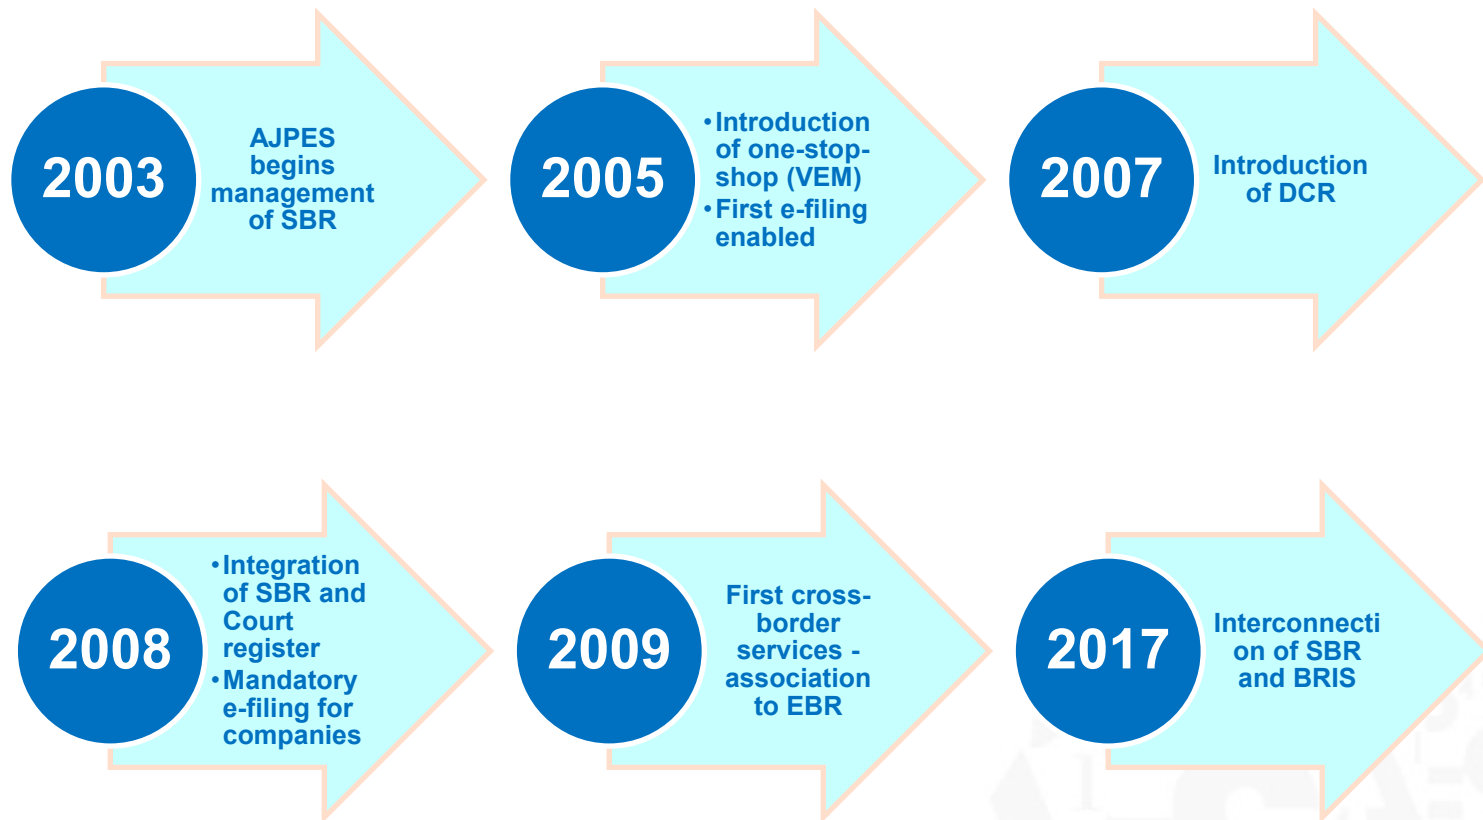 2003
AJPES
begins
management
of SBR
2005
•Introduction
of one-stop-
shop (VEM)
•First e-filing
enabled
2007
Introduction
of DCR
2008
•Integration
of SBR and
Court
register
•Mandatory
e-filing for
companies
2009
First cross-
border
services -
association
to EBR
2017
Interconnecti
on of SBR
and BRIS